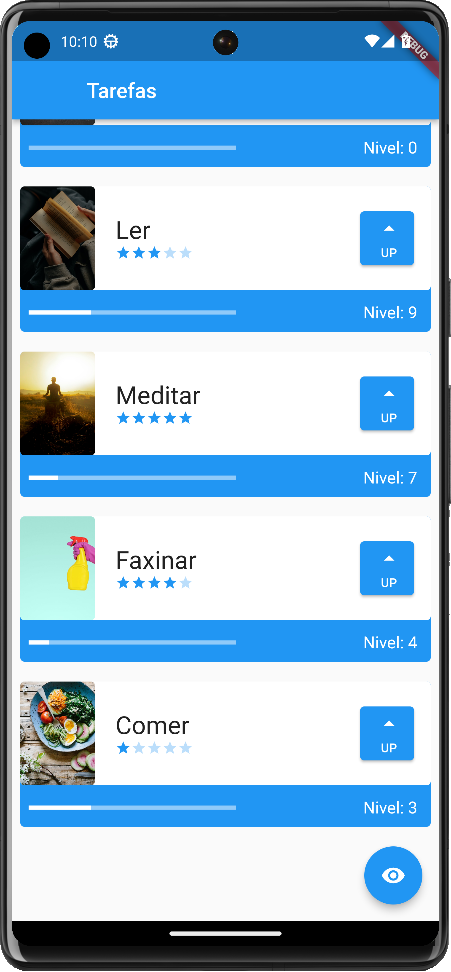 10:10
DEBUG
Tarefas
Nivel: 0
Ler
UP
Nivel: 9
Meditar
UP
Nivel: 7
Faxinar
UP
Nivel: 4
Comer
UP
Nivel: 3